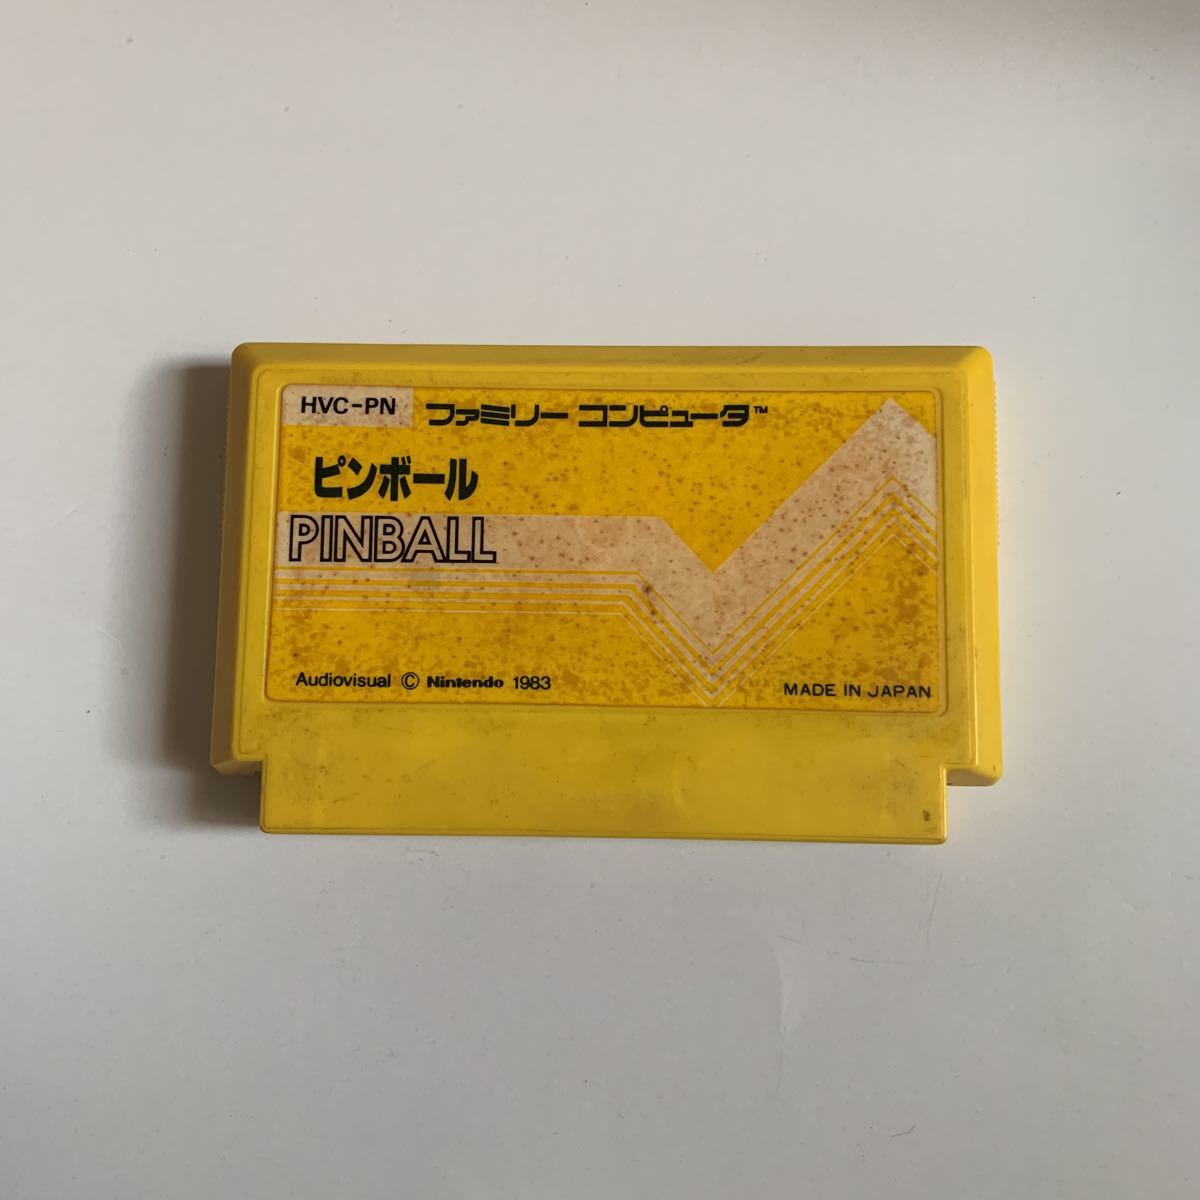 HVC-PN
ファミリー コンピュータ™
ピンボール
PINBALL
Audiovisual © Nintendo 1983
MADE IN JAPAN